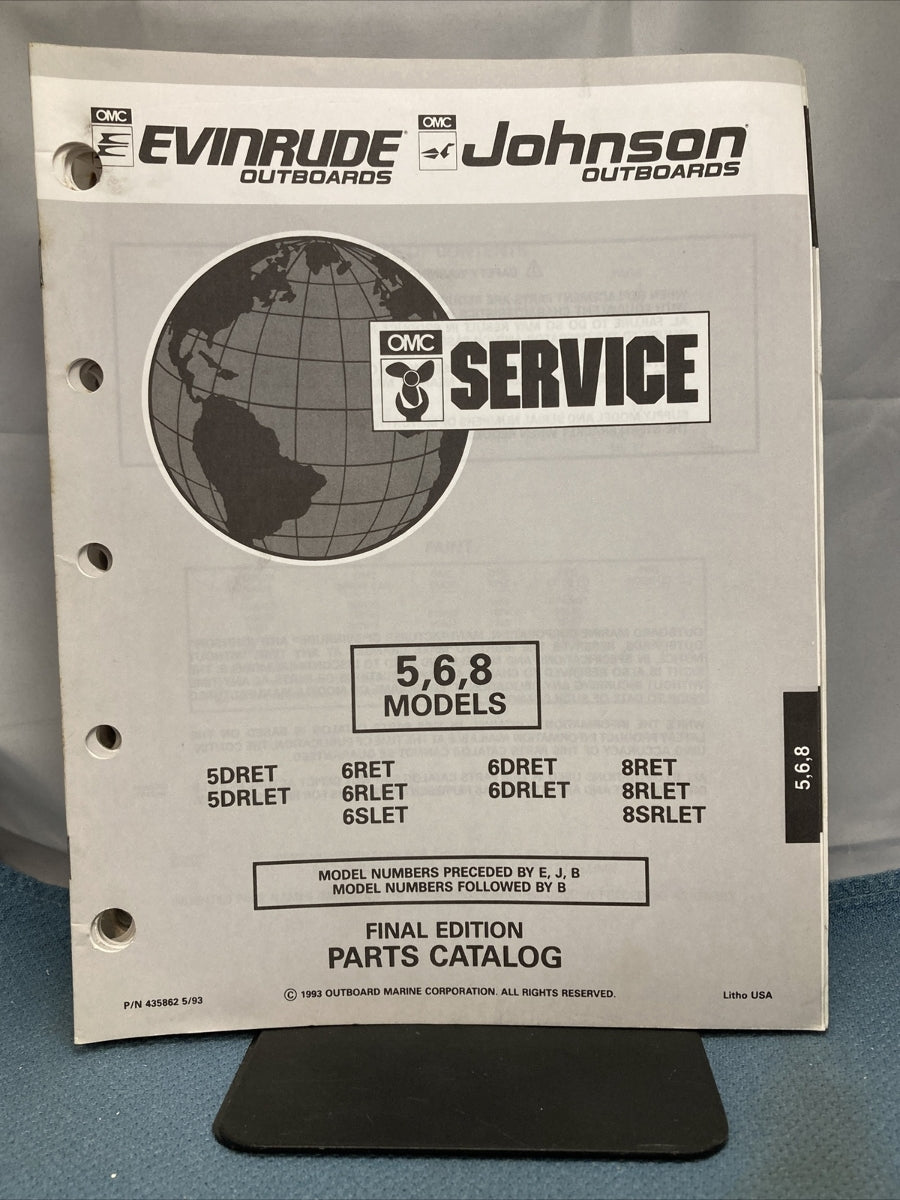 OMC
EVINRUDE
OUTBOARDS
OMC
Johnson
OUTBOARDS
OMC
SERVICE
5,6,8
MODELS
5DRET 6RET 6DRET 8RET
5DRLET 6RLET 6DRLET 8RLET
6SLET 8SRLET
5,6,8
MODEL NUMBERS PRECEDED BY E, J, B
MODEL NUMBERS FOLLOWED BY B
FINAL EDITION
PARTS CATALOG
P/N 435862 5/93
© 1993 OUTBOARD MARINE CORPORATION. ALL RIGHTS RESERVED.
Litho USA